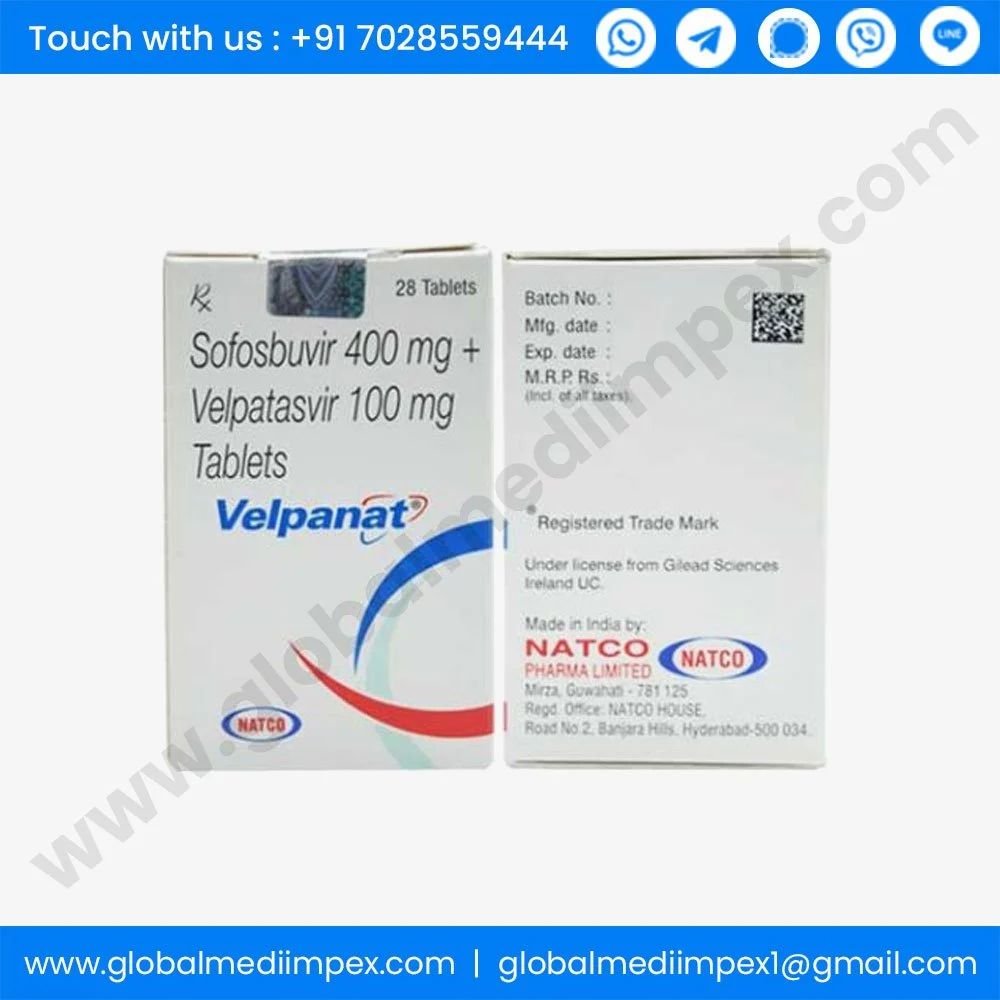 Touch with us : +91 7028559444
LINE
www.globalmediimpex.com
Rx
28 Tablets
Sofosbuvir 400 mg +
Velpatasvir 100 mg
Tablets
Velpanat®
NATCO
Batch No. :
Mfg. date :
Exp. date :
M.R.P. Rs.:
(Incl. of all taxes)
Registered Trade Mark
Under license from Gilead Sciences
Ireland UC.
Made in India by:
NATCO
PHARMA LIMITED
NATCO
Mirza, Guwahati - 781 125
Regd. Office: NATCO HOUSE,
Road No 2, Banjara Hills, Hyderabad-500 034.
www.globalmediimpex.com | globalmediimpex1@gmail.com